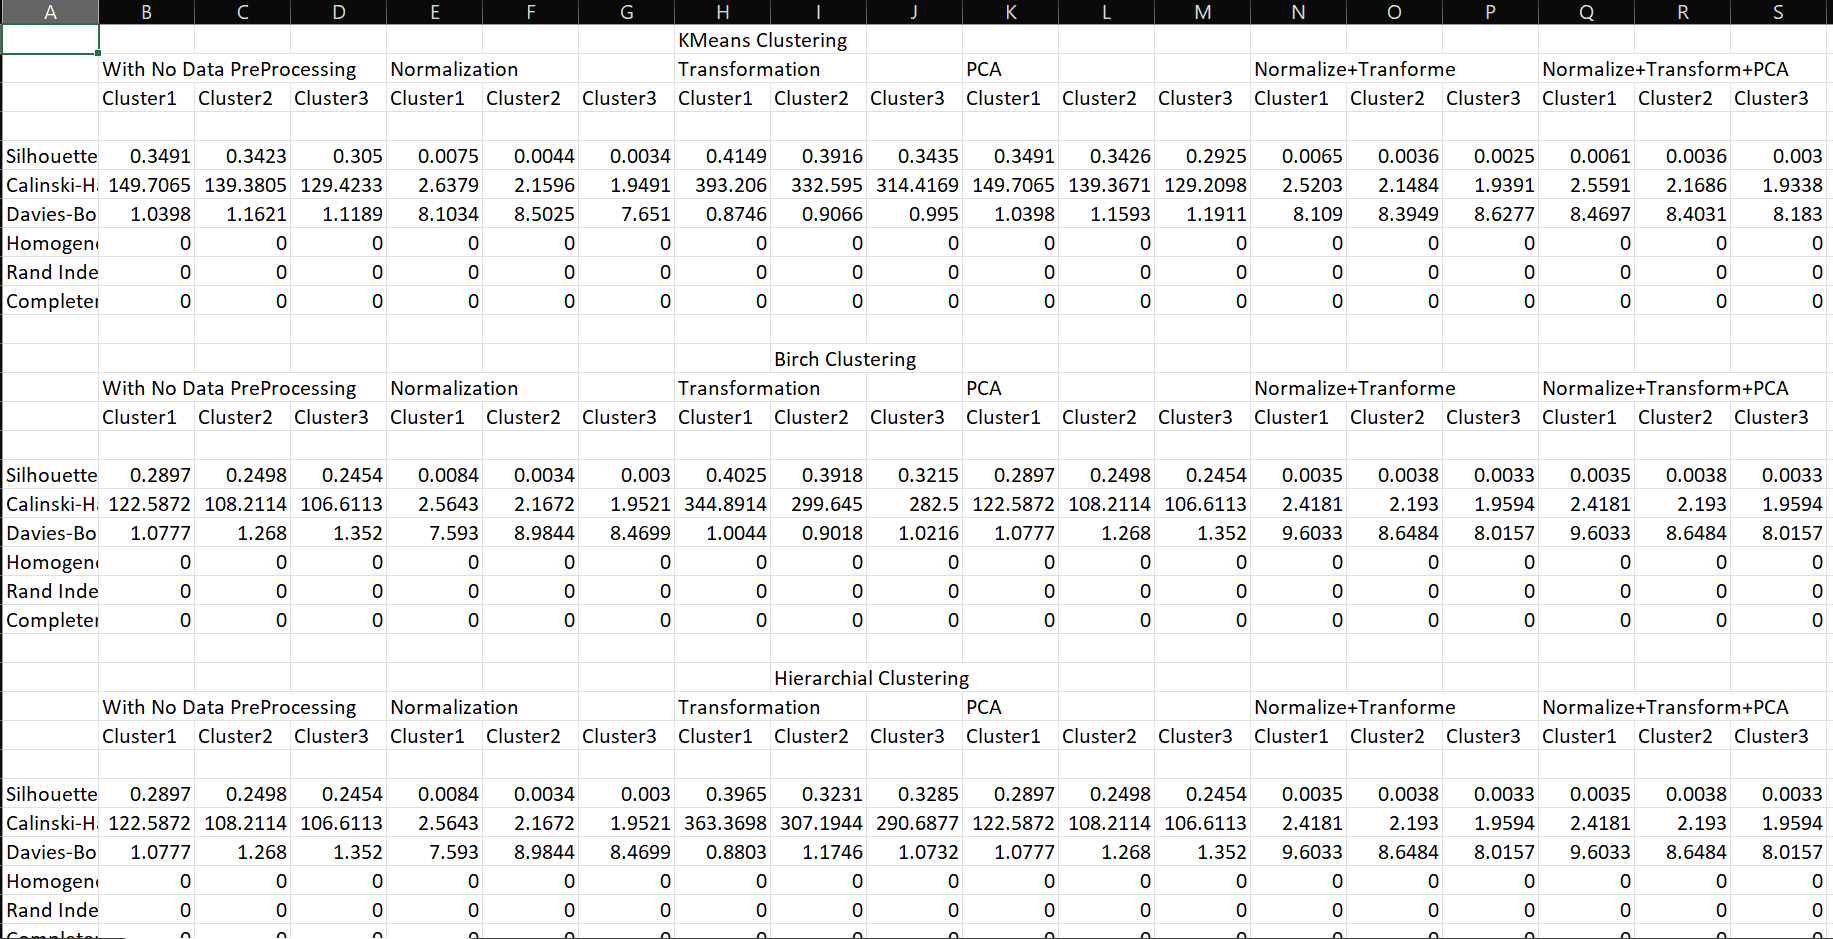 A B C D E F G H I J K L M N O P Q R S
KMeans Clustering
With No Data PreProcessing Normalization Transformation PCA Normalize+Tranforme Normalize+Transform+PCA
Cluster1 Cluster2 Cluster3 Cluster1 Cluster2 Cluster3 Cluster1 Cluster2 Cluster3 Cluster1 Cluster2 Cluster3 Cluster1 Cluster2 Cluster3 Cluster1 Cluster2 Cluster3
Silhouette 0.3491 0.3423 0.305 0.0075 0.0044 0.0034 0.4149 0.3916 0.3435 0.3491 0.3426 0.2925 0.0065 0.0036 0.0025 0.0061 0.0036 0.003
Calinski-Ha 149.7065 139.3805 129.4233 2.6379 2.1596 1.9491 393.206 332.595 314.4169 149.7065 139.3671 129.2098 2.5203 2.1484 1.9391 2.5591 2.1686 1.9338
Davies-Bo 1.0398 1.1621 1.1189 8.1034 8.5025 7.651 0.8746 0.9066 0.995 1.0398 1.1593 1.1911 8.109 8.3949 8.6277 8.4697 8.4031 8.183
Homogene 0 0 0 0 0 0 0 0 0 0 0 0 0 0 0 0 0 0
Rand Inde 0 0 0 0 0 0 0 0 0 0 0 0 0 0 0 0 0 0
Completer 0 0 0 0 0 0 0 0 0 0 0 0 0 0 0 0 0 0
Birch Clustering
With No Data PreProcessing Normalization Transformation PCA Normalize+Tranforme Normalize+Transform+PCA
Cluster1 Cluster2 Cluster3 Cluster1 Cluster2 Cluster3 Cluster1 Cluster2 Cluster3 Cluster1 Cluster2 Cluster3 Cluster1 Cluster2 Cluster3 Cluster1 Cluster2 Cluster3
Silhouette 0.2897 0.2498 0.2454 0.0084 0.0034 0.003 0.4025 0.3918 0.3215 0.2897 0.2498 0.2454 0.0035 0.0038 0.0033 0.0035 0.0038 0.0033
Calinski-Ha 122.5872 108.2114 106.6113 2.5643 2.1672 1.9521 344.8914 299.645 282.5 122.5872 108.2114 106.6113 2.4181 2.193 1.9594 2.4181 2.193 1.9594
Davies-Bo 1.0777 1.268 1.352 7.593 8.9844 8.4699 1.0044 0.9018 1.0216 1.0777 1.268 1.352 9.6033 8.6484 8.0157 9.6033 8.6484 8.0157
Homogene 0 0 0 0 0 0 0 0 0 0 0 0 0 0 0 0 0 0
Rand Inde 0 0 0 0 0 0 0 0 0 0 0 0 0 0 0 0 0 0
Completer 0 0 0 0 0 0 0 0 0 0 0 0 0 0 0 0 0 0
Hierarchial Clustering
With No Data PreProcessing Normalization Transformation PCA Normalize+Tranforme Normalize+Transform+PCA
Cluster1 Cluster2 Cluster3 Cluster1 Cluster2 Cluster3 Cluster1 Cluster2 Cluster3 Cluster1 Cluster2 Cluster3 Cluster1 Cluster2 Cluster3 Cluster1 Cluster2 Cluster3
Silhouette 0.2897 0.2498 0.2454 0.0084 0.0034 0.003 0.3965 0.3231 0.3285 0.2897 0.2498 0.2454 0.0035 0.0038 0.0033 0.0035 0.0038 0.0033
Calinski-Ha 122.5872 108.2114 106.6113 2.5643 2.1672 1.9521 363.3698 307.1944 290.6877 122.5872 108.2114 106.6113 2.4181 2.193 1.9594 2.4181 2.193 1.9594
Davies-Bo 1.0777 1.268 1.352 7.593 8.9844 8.4699 0.8803 1.1746 1.0732 1.0777 1.268 1.352 9.6033 8.6484 8.0157 9.6033 8.6484 8.0157
Homogene 0 0 0 0 0 0 0 0 0 0 0 0 0 0 0 0 0 0
Rand Inde 0 0 0 0 0 0 0 0 0 0 0 0 0 0 0 0 0 0